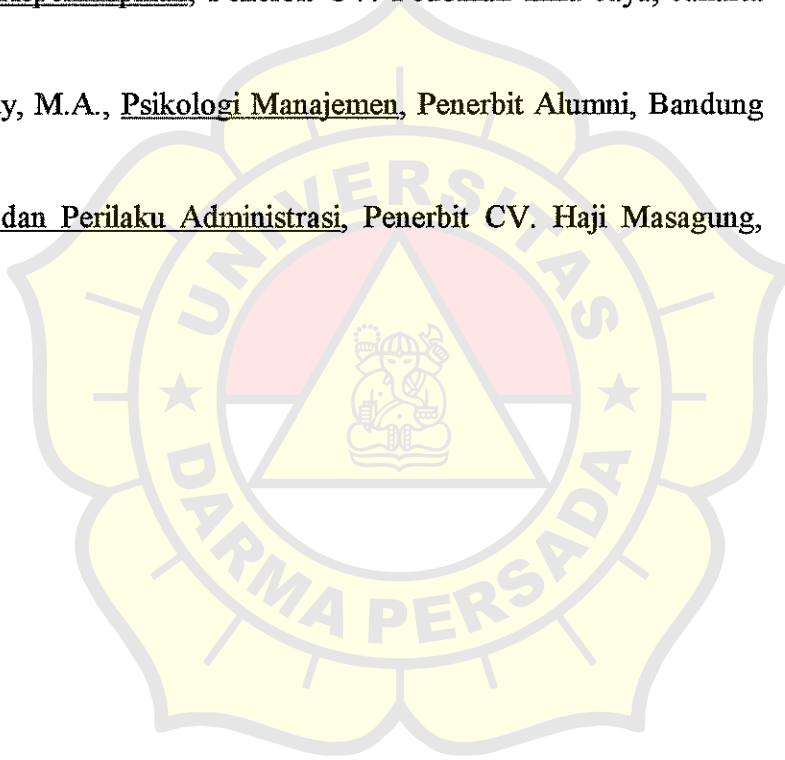 y, M.A., Psikologi Manajemen, Penerbit Alumni, Bandung
dan Perilaku Administrasi, Penerbit CV. Haji Masagung,
UNIVERSITAS
DARMA PERSADA